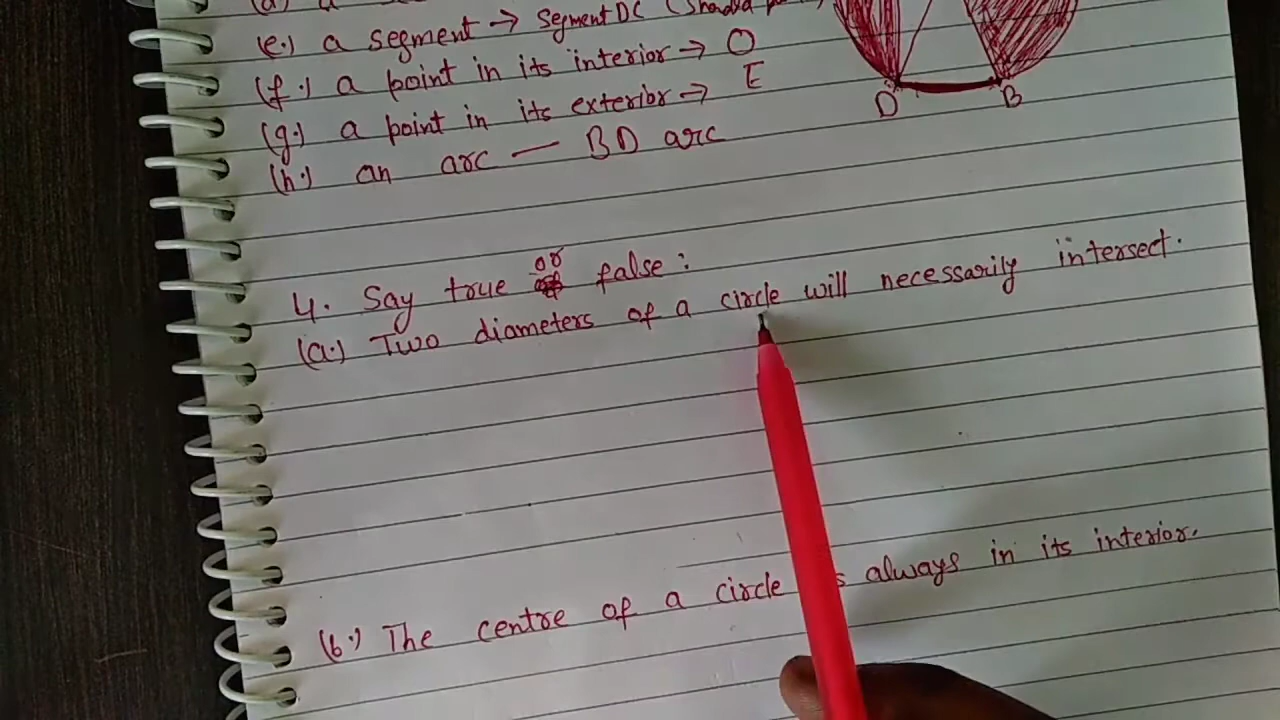 (e.) a segment → segment DC (Shaded
(f.) a point in its interior → O
(g.) a point in its exterior → E
(h.) an arc — BD arc
D B
4. Say true or false:
(a.) Two diameters of a circle will necessarily intersect.
(b.) The centre of a circle always in its interior.